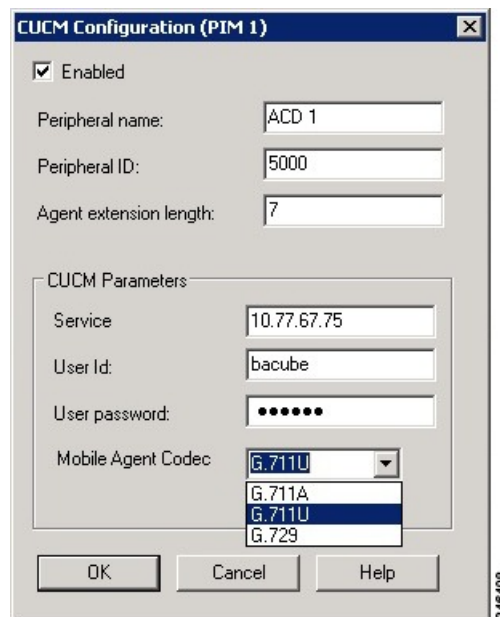 CUCM Configuration (PIM 1)
Enabled
Peripheral name: ACD 1
Peripheral ID: 5000
Agent extension length: 7
CUCM Parameters
Service 10.77.67.75
User Id: bacube
User password: ●●●●●●
Mobile Agent Codec G.711U
G.711A
G.711U
G.729
OK Cancel Help